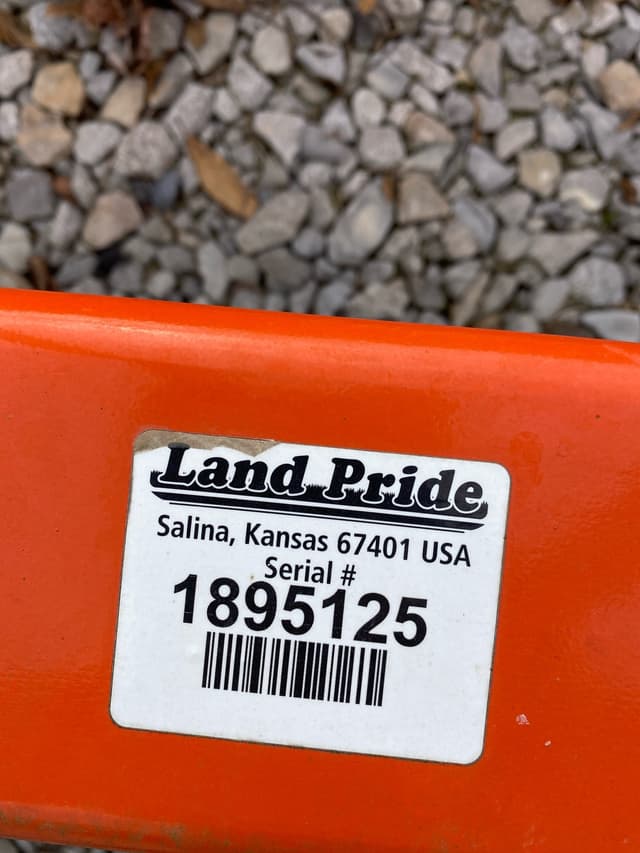 Land Pride
Salina, Kansas 67401 USA
Serial #
1895125